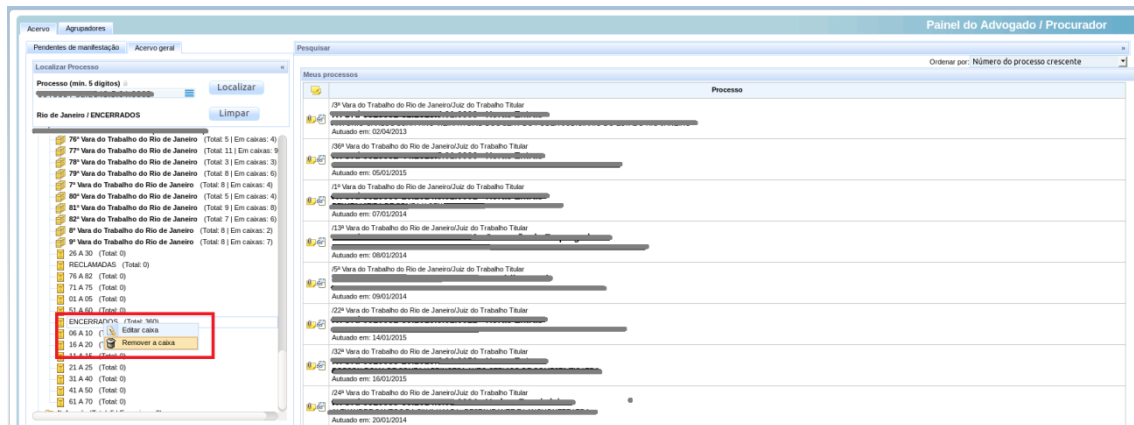 Acervo Agrupadores
Painel do Advogado / Procurador
Pendentes de manifestação Acervo geral
Localizar Processo «
Processo (min. 5 dígitos)
Localizar
Rio de Janeiro / ENCERRADOS
Limpar
76ª Vara do Trabalho do Rio de Janeiro (Total: 5 | Em caixas: 4)
77ª Vara do Trabalho do Rio de Janeiro (Total: 11 | Em caixas: 9
78ª Vara do Trabalho do Rio de Janeiro (Total: 3 | Em caixas: 3)
79ª Vara do Trabalho do Rio de Janeiro (Total: 8 | Em caixas: 6)
7ª Vara do Trabalho do Rio de Janeiro (Total: 8 | Em caixas: 4)
80ª Vara do Trabalho do Rio de Janeiro (Total: 5 | Em caixas: 4)
81ª Vara do Trabalho do Rio de Janeiro (Total: 9 | Em caixas: 8)
82ª Vara do Trabalho do Rio de Janeiro (Total: 7 | Em caixas: 6)
8ª Vara do Trabalho do Rio de Janeiro (Total: 8 | Em caixas: 2)
9ª Vara do Trabalho do Rio de Janeiro (Total: 8 | Em caixas: 7)
26 A 30 (Total: 0)
RECLAMADAS (Total: 0)
76 A 82 (Total: 0)
71 A 75 (Total: 0)
01 A 05 (Total: 0)
51 A 60 (Total: 0)
ENCERRADOS (Total: 360)
Editar caixa
06 A 10
Remover a caixa
16 A 20
11 A 15 (Total: 0)
21 A 25 (Total: 0)
31 A 40 (Total: 0)
41 A 50 (Total: 0)
61 A 70 (Total: 0)
Pesquisar »
Ordenar por: Número do processo crescente
Meus processos
Processo
/3ª Vara do Trabalho do Rio de Janeiro/Juiz do Trabalho Titular
Autuado em: 02/04/2013
/36ª Vara do Trabalho do Rio de Janeiro/Juiz do Trabalho Titular
Autuado em: 05/01/2015
/1ª Vara do Trabalho do Rio de Janeiro/Juiz do Trabalho Titular
Autuado em: 07/01/2014
/13ª Vara do Trabalho do Rio de Janeiro/Juiz do Trabalho Titular
Autuado em: 08/01/2014
/5ª Vara do Trabalho do Rio de Janeiro/Juiz do Trabalho Titular
Autuado em: 09/01/2014
/22ª Vara do Trabalho do Rio de Janeiro/Juiz do Trabalho Titular
Autuado em: 14/01/2015
/32ª Vara do Trabalho do Rio de Janeiro/Juiz do Trabalho Titular
Autuado em: 16/01/2015
/24ª Vara do Trabalho do Rio de Janeiro/Juiz do Trabalho Titular
Autuado em: 20/01/2014